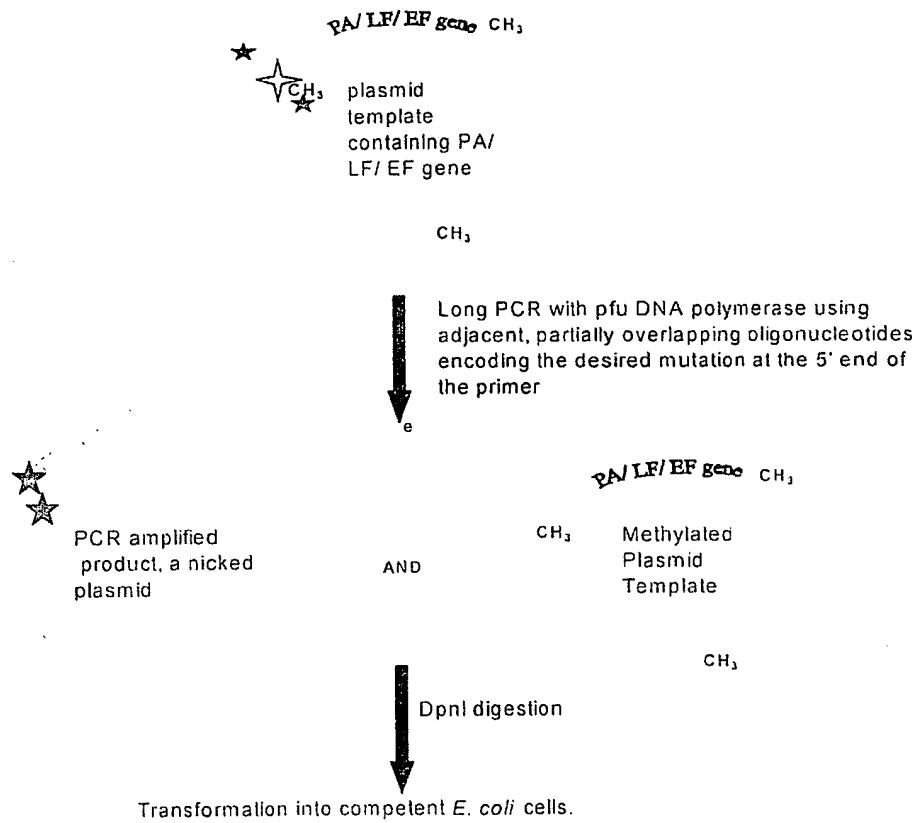 PA/ LF/ EF gene CH₃
CH₃ plasmid
template
containing PA/
LF/ EF gene
CH₃
Long PCR with pfu DNA polymerase using
adjacent, partially overlapping oligonucleotides
encoding the desired mutation at the 5' end of
the primer
e
PA/ LF/ EF gene CH₃
PCR amplified
product, a nicked
plasmid
AND
CH₃ Methylated
Plasmid
Template
CH₃
DpnI digestion
Transformation into competent E. coli cells.